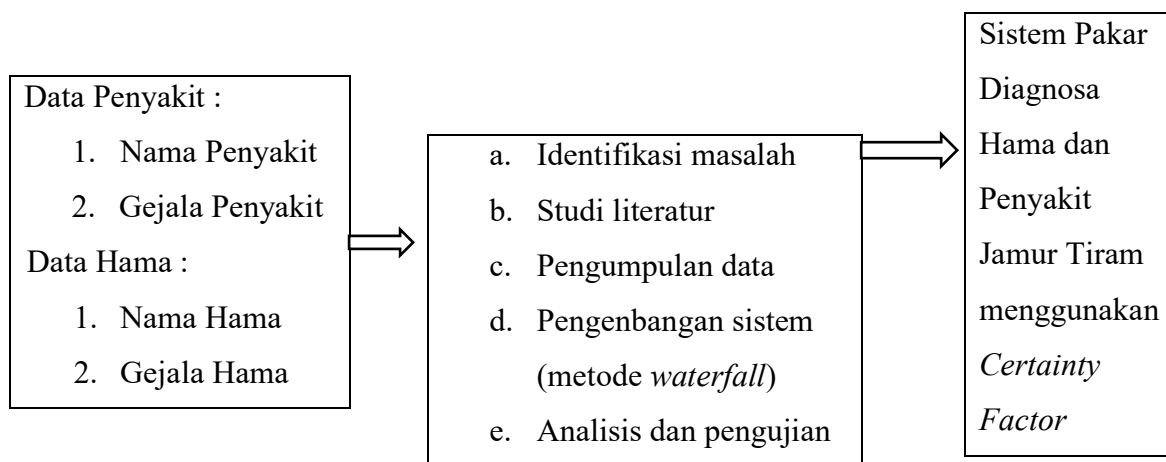 Data Penyakit :
1. Nama Penyakit
2. Gejala Penyakit
Data Hama :
1. Nama Hama
2. Gejala Hama
a. Identifikasi masalah
b. Studi literatur
c. Pengumpulan data
d. Pengenbangan sistem
(metode waterfall)
e. Analisis dan pengujian
Sistem Pakar
Diagnosa
Hama dan
Penyakit
Jamur Tiram
menggunakan
Certainty
Factor